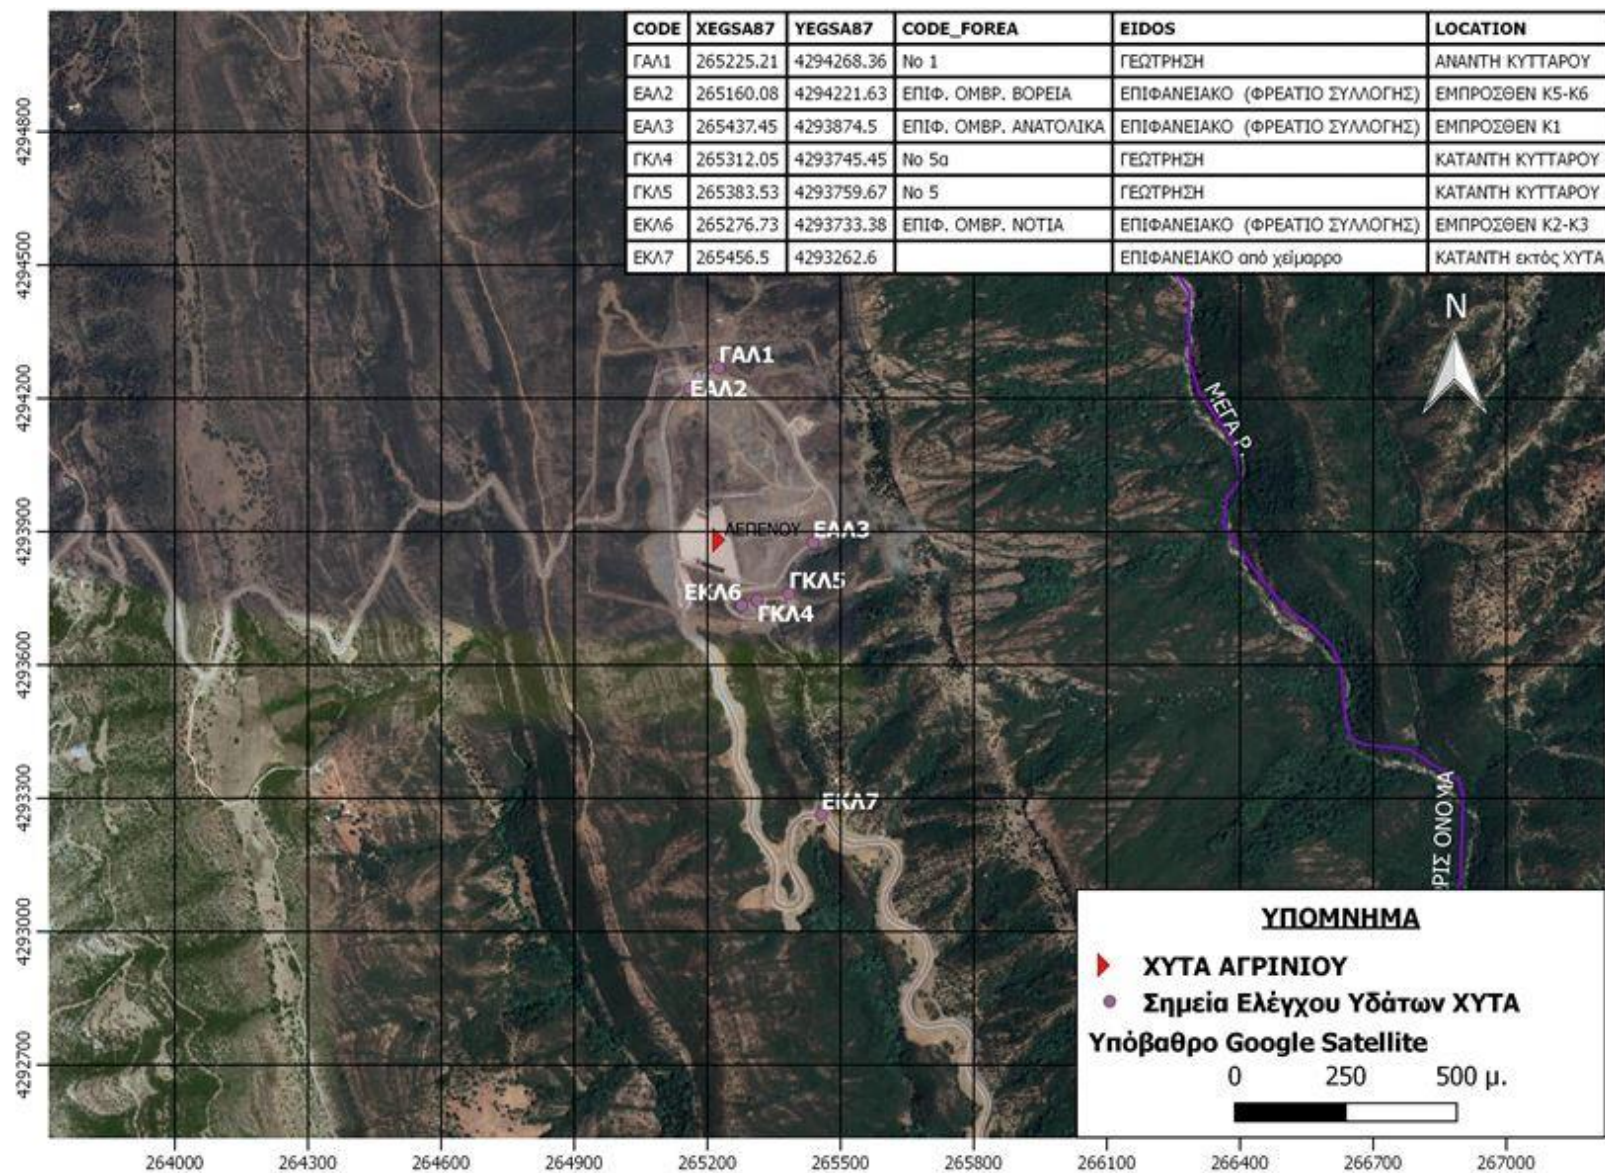 CODE XEGSA87 YEGSA87 CODE_FOREA EIDOS LOCATION
ΓΑΛ1 265225.21 4294268.36 No 1 ΓΕΩΤΡΗΣΗ ΑΝΑΝΤΗ ΚΥΤΤΑΡΟΥ
ΕΑΛ2 265160.08 4294221.63 ΕΠΙΦ. ΟΜΒΡ. ΒΟΡΕΙΑ ΕΠΙΦΑΝΕΙΑΚΟ (ΦΡΕΑΤΙΟ ΣΥΛΛΟΓΗΣ) ΕΜΠΡΟΣΘΕΝ Κ5-Κ6
ΕΑΛ3 265437.45 4293874.5 ΕΠΙΦ. ΟΜΒΡ. ΑΝΑΤΟΛΙΚΑ ΕΠΙΦΑΝΕΙΑΚΟ (ΦΡΕΑΤΙΟ ΣΥΛΛΟΓΗΣ) ΕΜΠΡΟΣΘΕΝ Κ1
ΓΚΛ4 265312.05 4293745.45 No 5α ΓΕΩΤΡΗΣΗ ΚΑΤΑΝΤΗ ΚΥΤΤΑΡΟΥ
ΓΚΛ5 265383.53 4293759.67 No 5 ΓΕΩΤΡΗΣΗ ΚΑΤΑΝΤΗ ΚΥΤΤΑΡΟΥ
ΕΚΛ6 265276.73 4293733.38 ΕΠΙΦ. ΟΜΒΡ. ΝΟΤΙΑ ΕΠΙΦΑΝΕΙΑΚΟ (ΦΡΕΑΤΙΟ ΣΥΛΛΟΓΗΣ) ΕΜΠΡΟΣΘΕΝ Κ2-Κ3
ΕΚΛ7 265456.5 4293262.6 ΕΠΙΦΑΝΕΙΑΚΟ από χείμαρρο ΚΑΤΑΝΤΗ εκτός ΧΥΤΑ
4294800
4294500
4294200
4293900
4293600
4293300
4293000
4292700
N
ΓΑΛ1
ΕΑΛ2
ΜΕΓΑ Ρ.
ΛΕΠΕΝΟΥ
ΕΑΛ3
ΓΚΛ5
ΕΚΛ6
ΓΚΛ4
ΕΚΛ7
ΟΝΟΜΑ
ΥΠΟΜΝΗΜΑ
ΧΥΤΑ ΑΓΡΙΝΙΟΥ
Σημεία Ελέγχου Υδάτων ΧΥΤΑ
Υπόβαθρο Google Satellite
0 250 500 μ.
264000 264300 264600 264900 265200 265500 265800 266100 266400 266700 267000